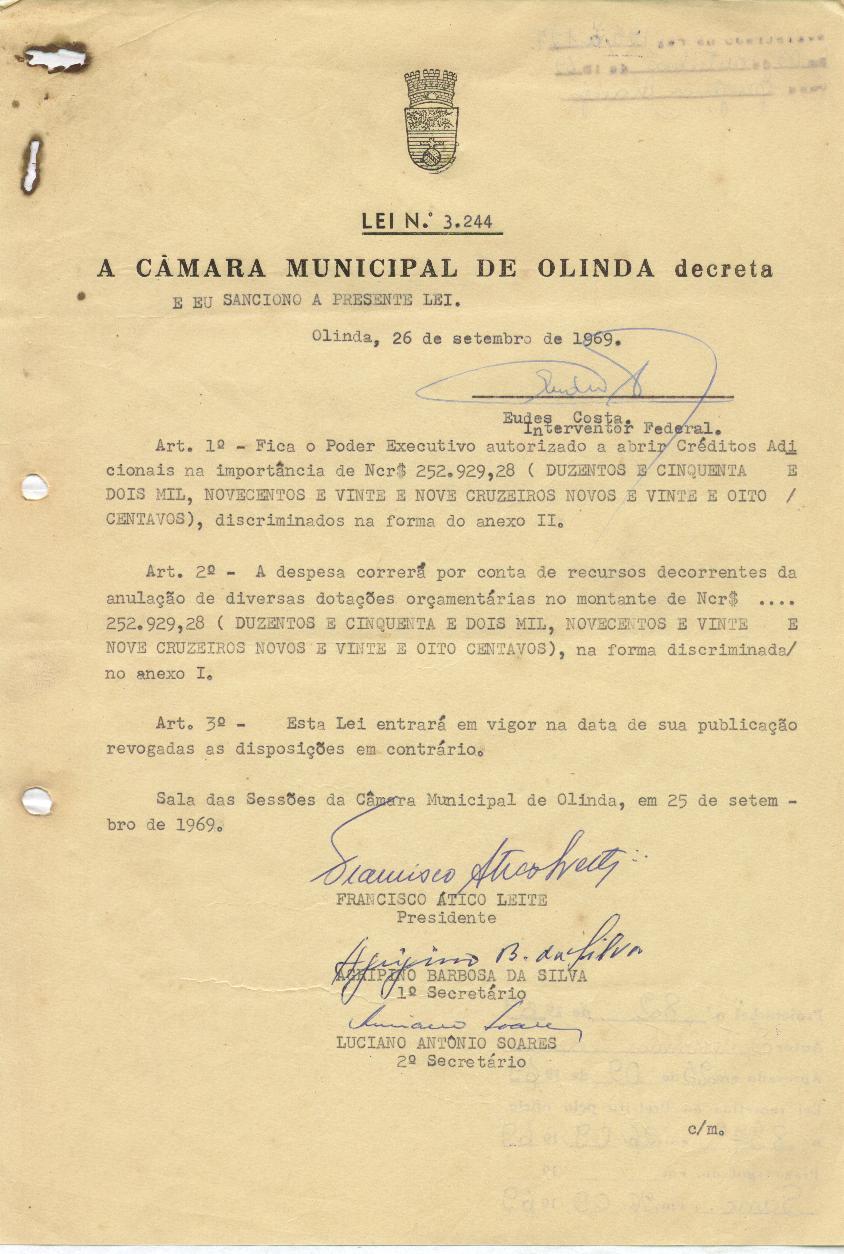 LEI N.º 3.244
A CÂMARA MUNICIPAL DE OLINDA decreta
E EU SANCIONO A PRESENTE LEI.
Olinda, 26 de setembro de 1969.
Eudes Costa.
Interventor Federal.
Art. 1º - Fica o Poder Executivo autorizado a abrir Créditos Adi
cionais na importância de Ncr$ 252.929,28 ( DUZENTOS E CINQUENTA E
DOIS MIL, NOVECENTOS E VINTE E NOVE CRUZEIROS NOVOS E VINTE E OITO /
CENTAVOS), discriminados na forma do anexo II.
Art. 2º - A despesa correrá por conta de recursos decorrentes da
anulação de diversas dotações orçamentárias no montante de Ncr$ ....
252.929,28 ( DUZENTOS E CINQUENTA E DOIS MIL, NOVECENTOS E VINTE E
NOVE CRUZEIROS NOVOS E VINTE E OITO CENTAVOS), na forma discriminada/
no anexo I.
Art. 3º - Esta Lei entrará em vigor na data de sua publicação
revogadas as disposições em contrário.
Sala das Sessões da Câmara Municipal de Olinda, em 25 de setem -
bro de 1969.
Francisco Atico Leite
FRANCISCO ÁTICO LEITE
Presidente
Agripino B. da Silva
AGRIPINO BARBOSA DA SILVA
1º Secretário
Luciano Soares
LUCIANO ANTÔNIO SOARES
2º Secretário
c/m.